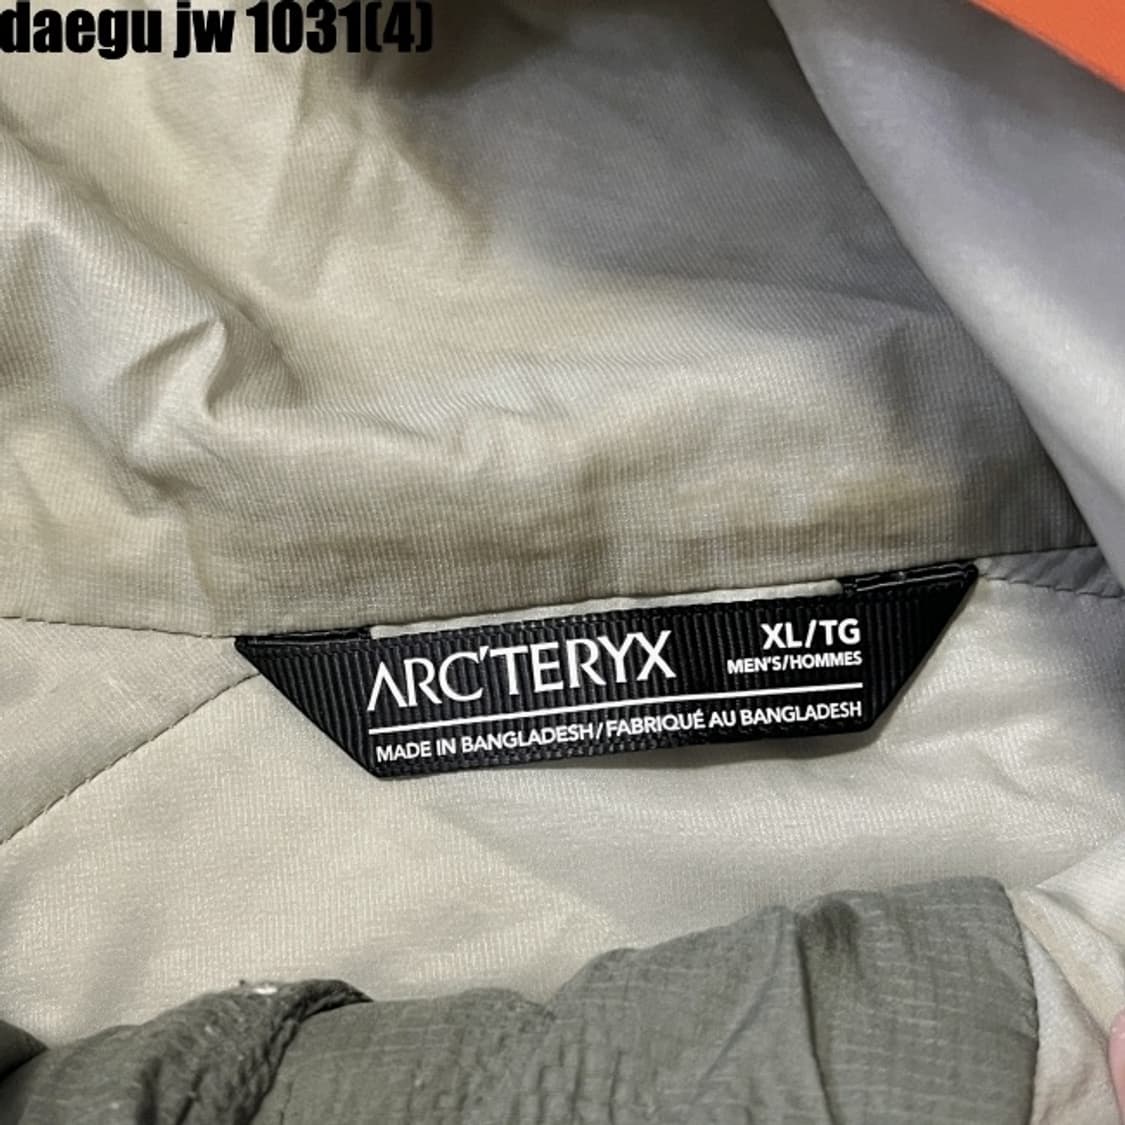 daegu jw 1031(4)
ARC'TERYX
XL/TG
MEN'S/HOMMES
MADE IN BANGLADESH/FABRIQUÉ AU BANGLADESH